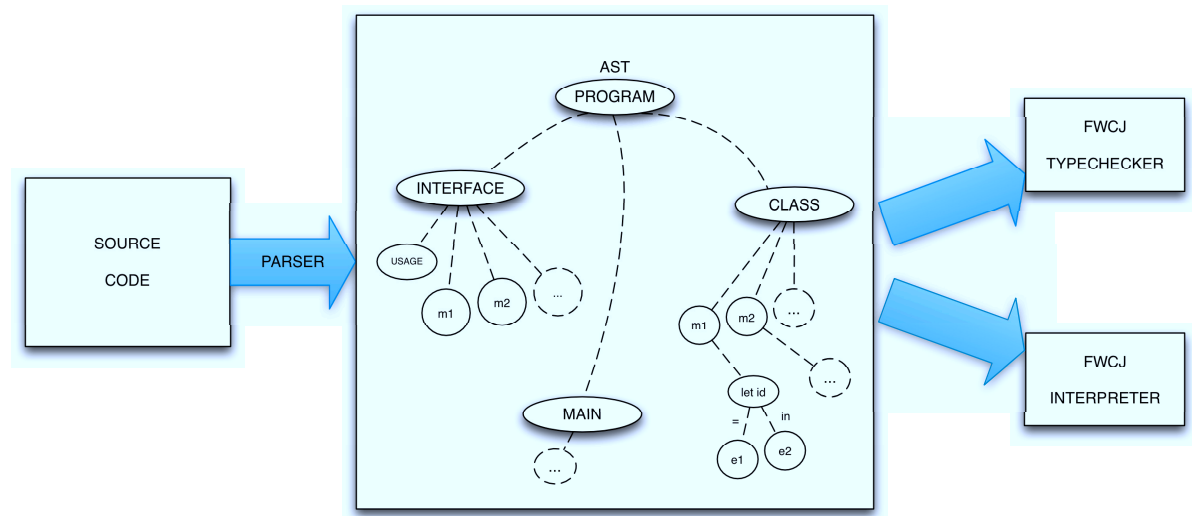 SOURCE
CODE
PARSER
AST
PROGRAM
INTERFACE
USAGE
m1
m2
...
MAIN
...
CLASS
m1
m2
...
...
let id
=
in
e1
e2
FWCJ
TYPECHECKER
FWCJ
INTERPRETER